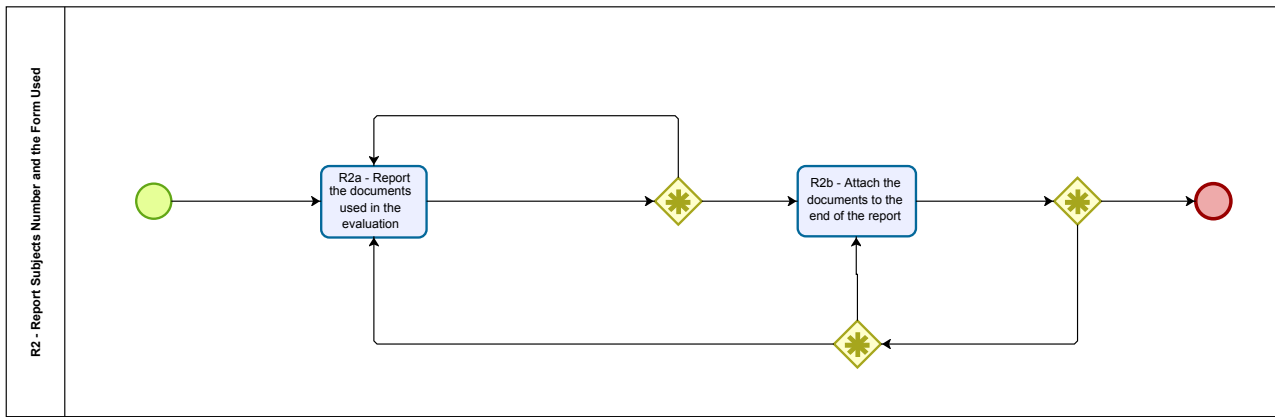 R2 - Report Subjects Number and the Form Used
R2a - Report
the documents
used in the
evaluation
R2b - Attach the
documents to the
end of the report